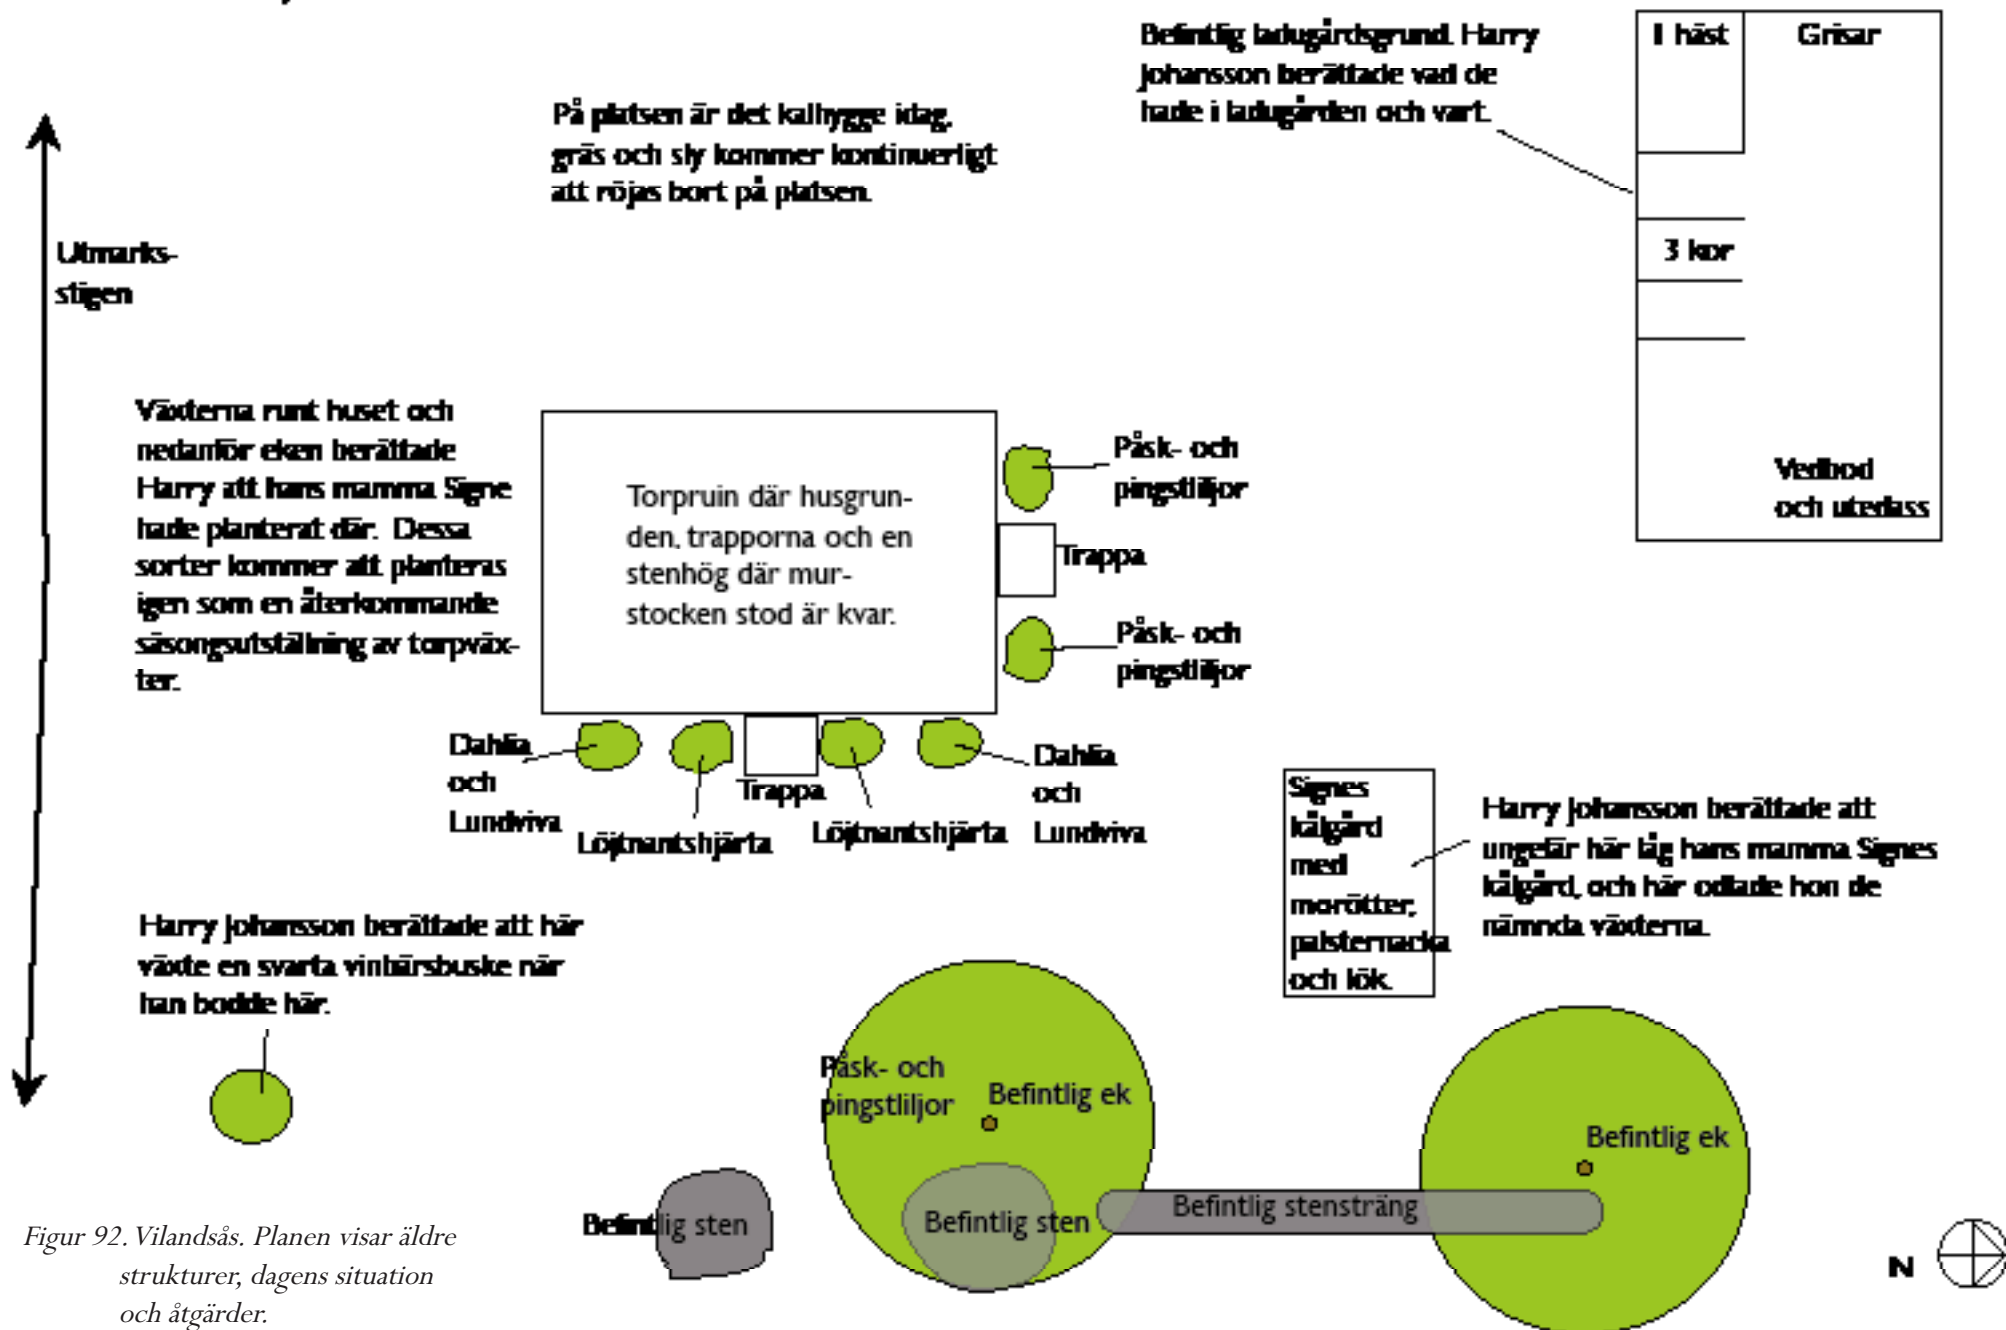 Befintlig ladugårdsgrund. Harry
Johansson berättade vad de
hade i ladugården och vart.
1 häst
Grisar
3 kor
Vedbod
och utedass
På platsen är det kalhygge idag,
gräs och sly kommer kontinuerligt
att röjas bort på platsen.
Utmarks-
stigen
Växterna runt huset och
nedanför eken berättade
Harry att hans mamma Signe
hade planterat där. Dessa
sorter kommer att planteras
igen som en återkommande
säsongsutställning av torpväx-
ter.
Torpruin där husgrun-
den, trapporna och en
stenhög där mur-
stocken stod är kvar.
Påsk- och
pingstliljor
Trappa
Påsk- och
pingstliljor
Dahlia
och
Lundviva
Löjtnantshjärta
Trappa
Löjtnantshjärta
Dahlia
och
Lundviva
Signes
kålgård
med
morötter,
palsternacka
och lök.
Harry Johansson berättade att
ungefär här låg hans mamma Signes
kålgård, och här odlade hon de
nämnda växterna.
Harry Johansson berättade att här
växte en svarta vinbärsbuske när
han bodde här.
Påsk- och
pingstliljor
Befintlig ek
Befintlig ek
Befintlig sten
Befintlig sten
Befintlig stensträng
N
Figur 92. Vilandsås. Planen visar äldre
strukturer, dagens situation
och åtgärder.